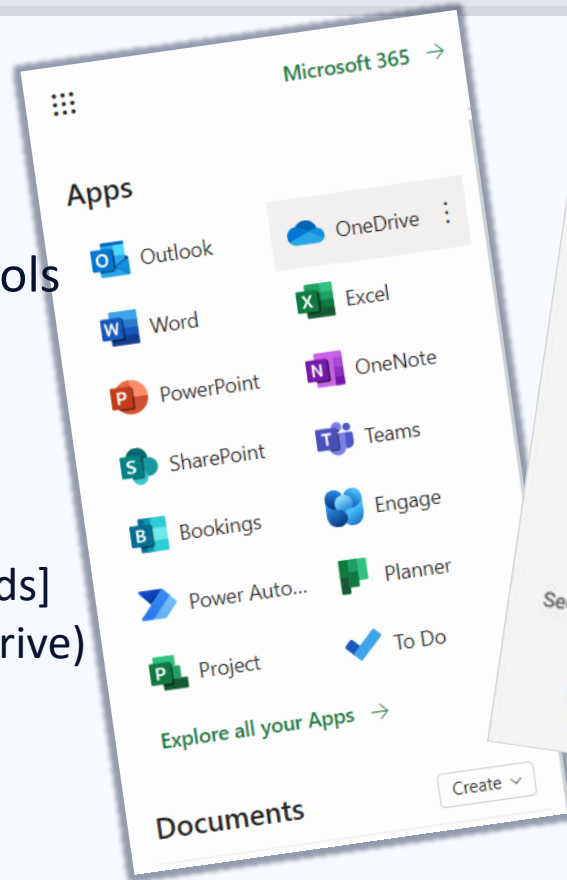 Microsoft 365 →
Apps
Outlook
OneDrive
Word
Excel
PowerPoint
OneNote
SharePoint
Teams
Bookings
Engage
Power Auto...
Planner
Project
To Do
Explore all your Apps →
Documents
Create
ols
ds]
rive)
Se